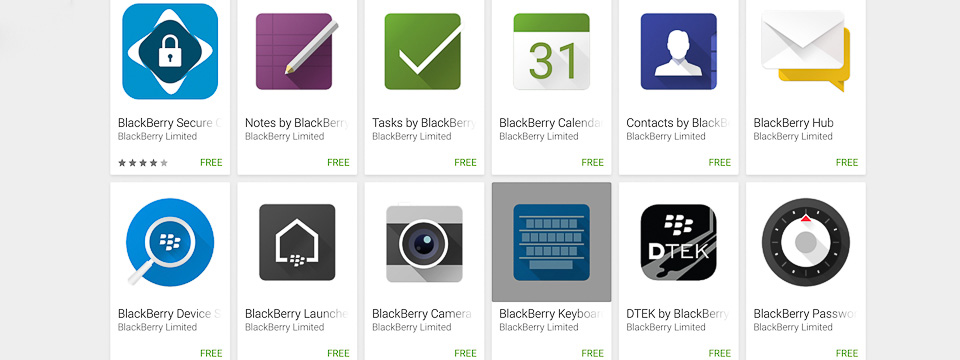 BlackBerry Secure C
Notes by BlackBerry
Tasks by BlackBerry
BlackBerry Calenda
Contacts by BlackB
BlackBerry Hub
BlackBerry Limited
BlackBerry Limited
BlackBerry Limited
BlackBerry Limited
BlackBerry Limited
BlackBerry Limited
31
FREE
FREE
FREE
FREE
FREE
FREE
DTEK
BlackBerry Device S
BlackBerry Launche
BlackBerry Camera
BlackBerry Keyboar
DTEK by BlackBerry
BlackBerry Passwo
BlackBerry Limited
BlackBerry Limited
BlackBerry Limited
BlackBerry Limited
BlackBerry Limited
BlackBerry Limited
FREE
FREE
FREE
FREE
FREE
FREE